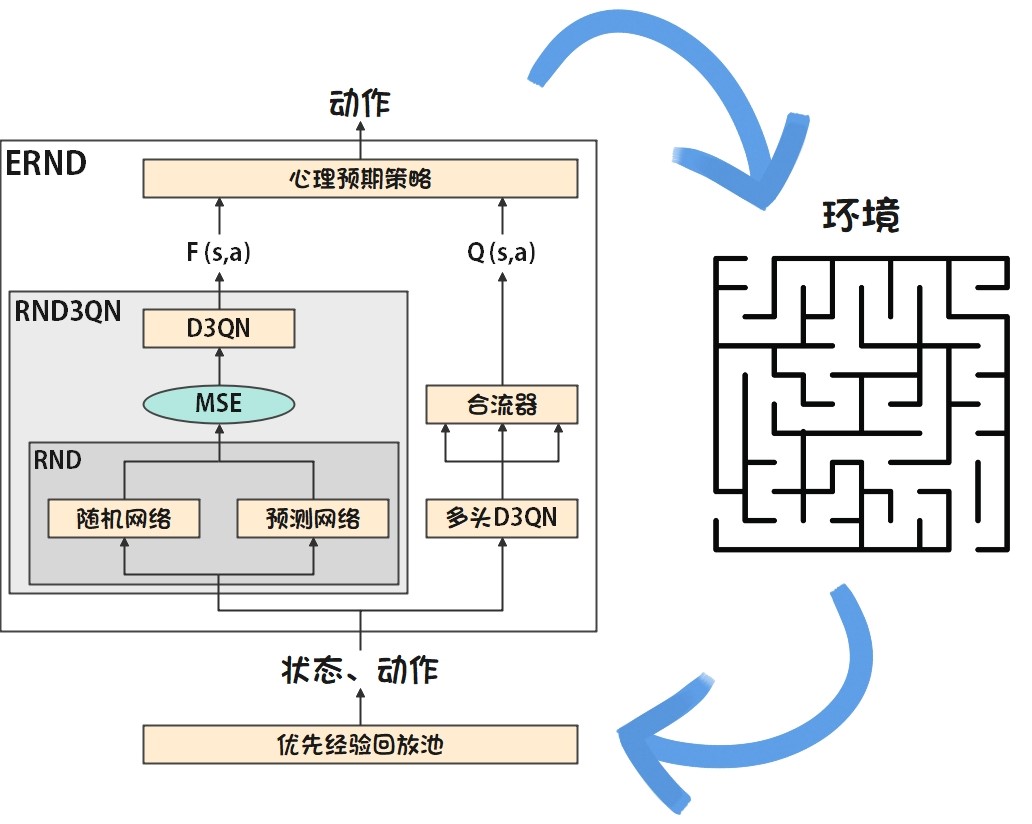 动作
ERND
心理预期策略
F(s,a)
Q(s,a)
RND3QN
D3QN
MSE
合流器
RND
随机网络
预测网络
多头D3QN
状态、动作
优先经验回放池
环境